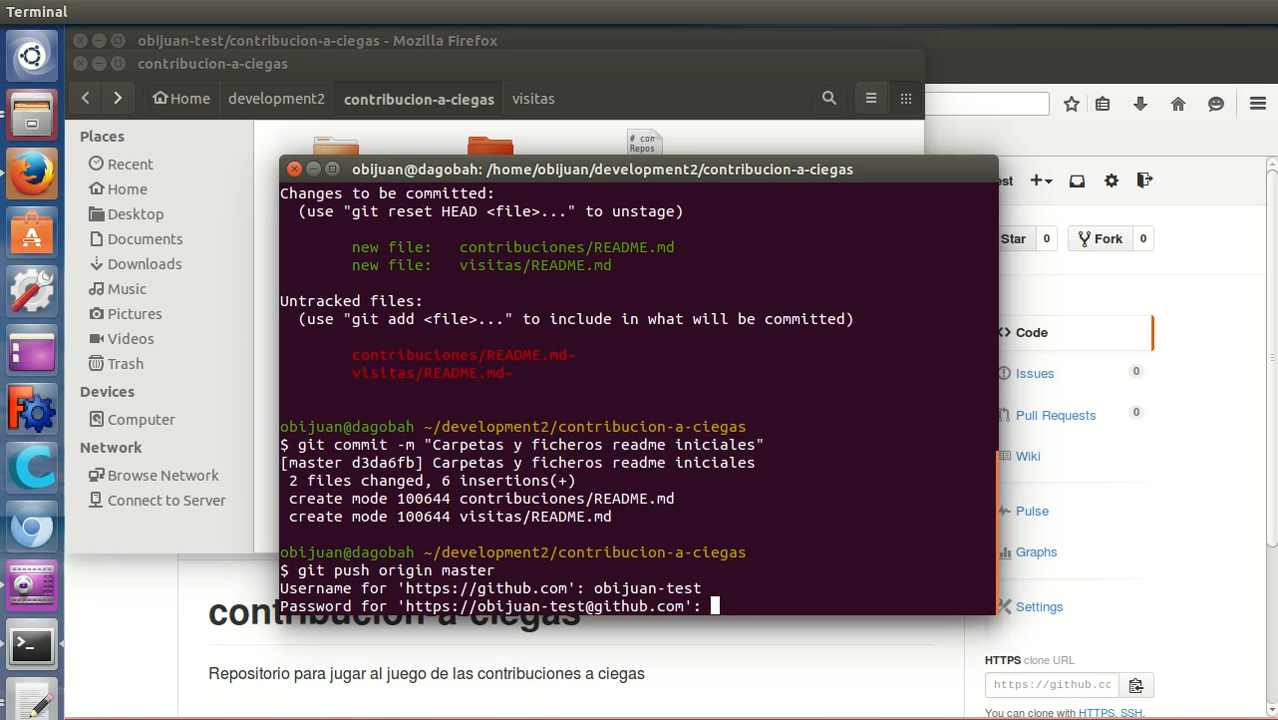 Terminal
obijuan-test/contribucion-a-ciegas - Mozilla Firefox
contribucion-a-ciegas
Home
development2
contribucion-a-ciegas
visitas
Places
Recent
Home
Desktop
Documents
Downloads
Music
Pictures
Videos
Trash
Devices
Computer
Network
Browse Network
Connect to Server
# con
Repos
obijuan@dagobah: /home/obijuan/development2/contribucion-a-ciegas
Changes to be committed:
(use "git reset HEAD <file>..." to unstage)
new file:   contribuciones/README.md
new file:   visitas/README.md
Untracked files:
(use "git add <file>..." to include in what will be committed)
contribuciones/README.md~
visitas/README.md~
obijuan@dagobah ~/development2/contribucion-a-ciegas
$ git commit -m "Carpetas y ficheros readme iniciales"
[master d3da6fb] Carpetas y ficheros readme iniciales
2 files changed, 6 insertions(+)
create mode 100644 contribuciones/README.md
create mode 100644 visitas/README.md
obijuan@dagobah ~/development2/contribucion-a-ciegas
$ git push origin master
Username for 'https://github.com': obijuan-test
Password for 'https://obijuan-test@github.com':
est
Star 0
Fork 0
Code
Issues 0
Pull Requests 0
Wiki
Pulse
Graphs
Settings
HTTPS clone URL
https://github.cc
You can clone with HTTPS, SSH,
contribucion-a-ciegas
Repositorio para jugar al juego de las contribuciones a ciegas